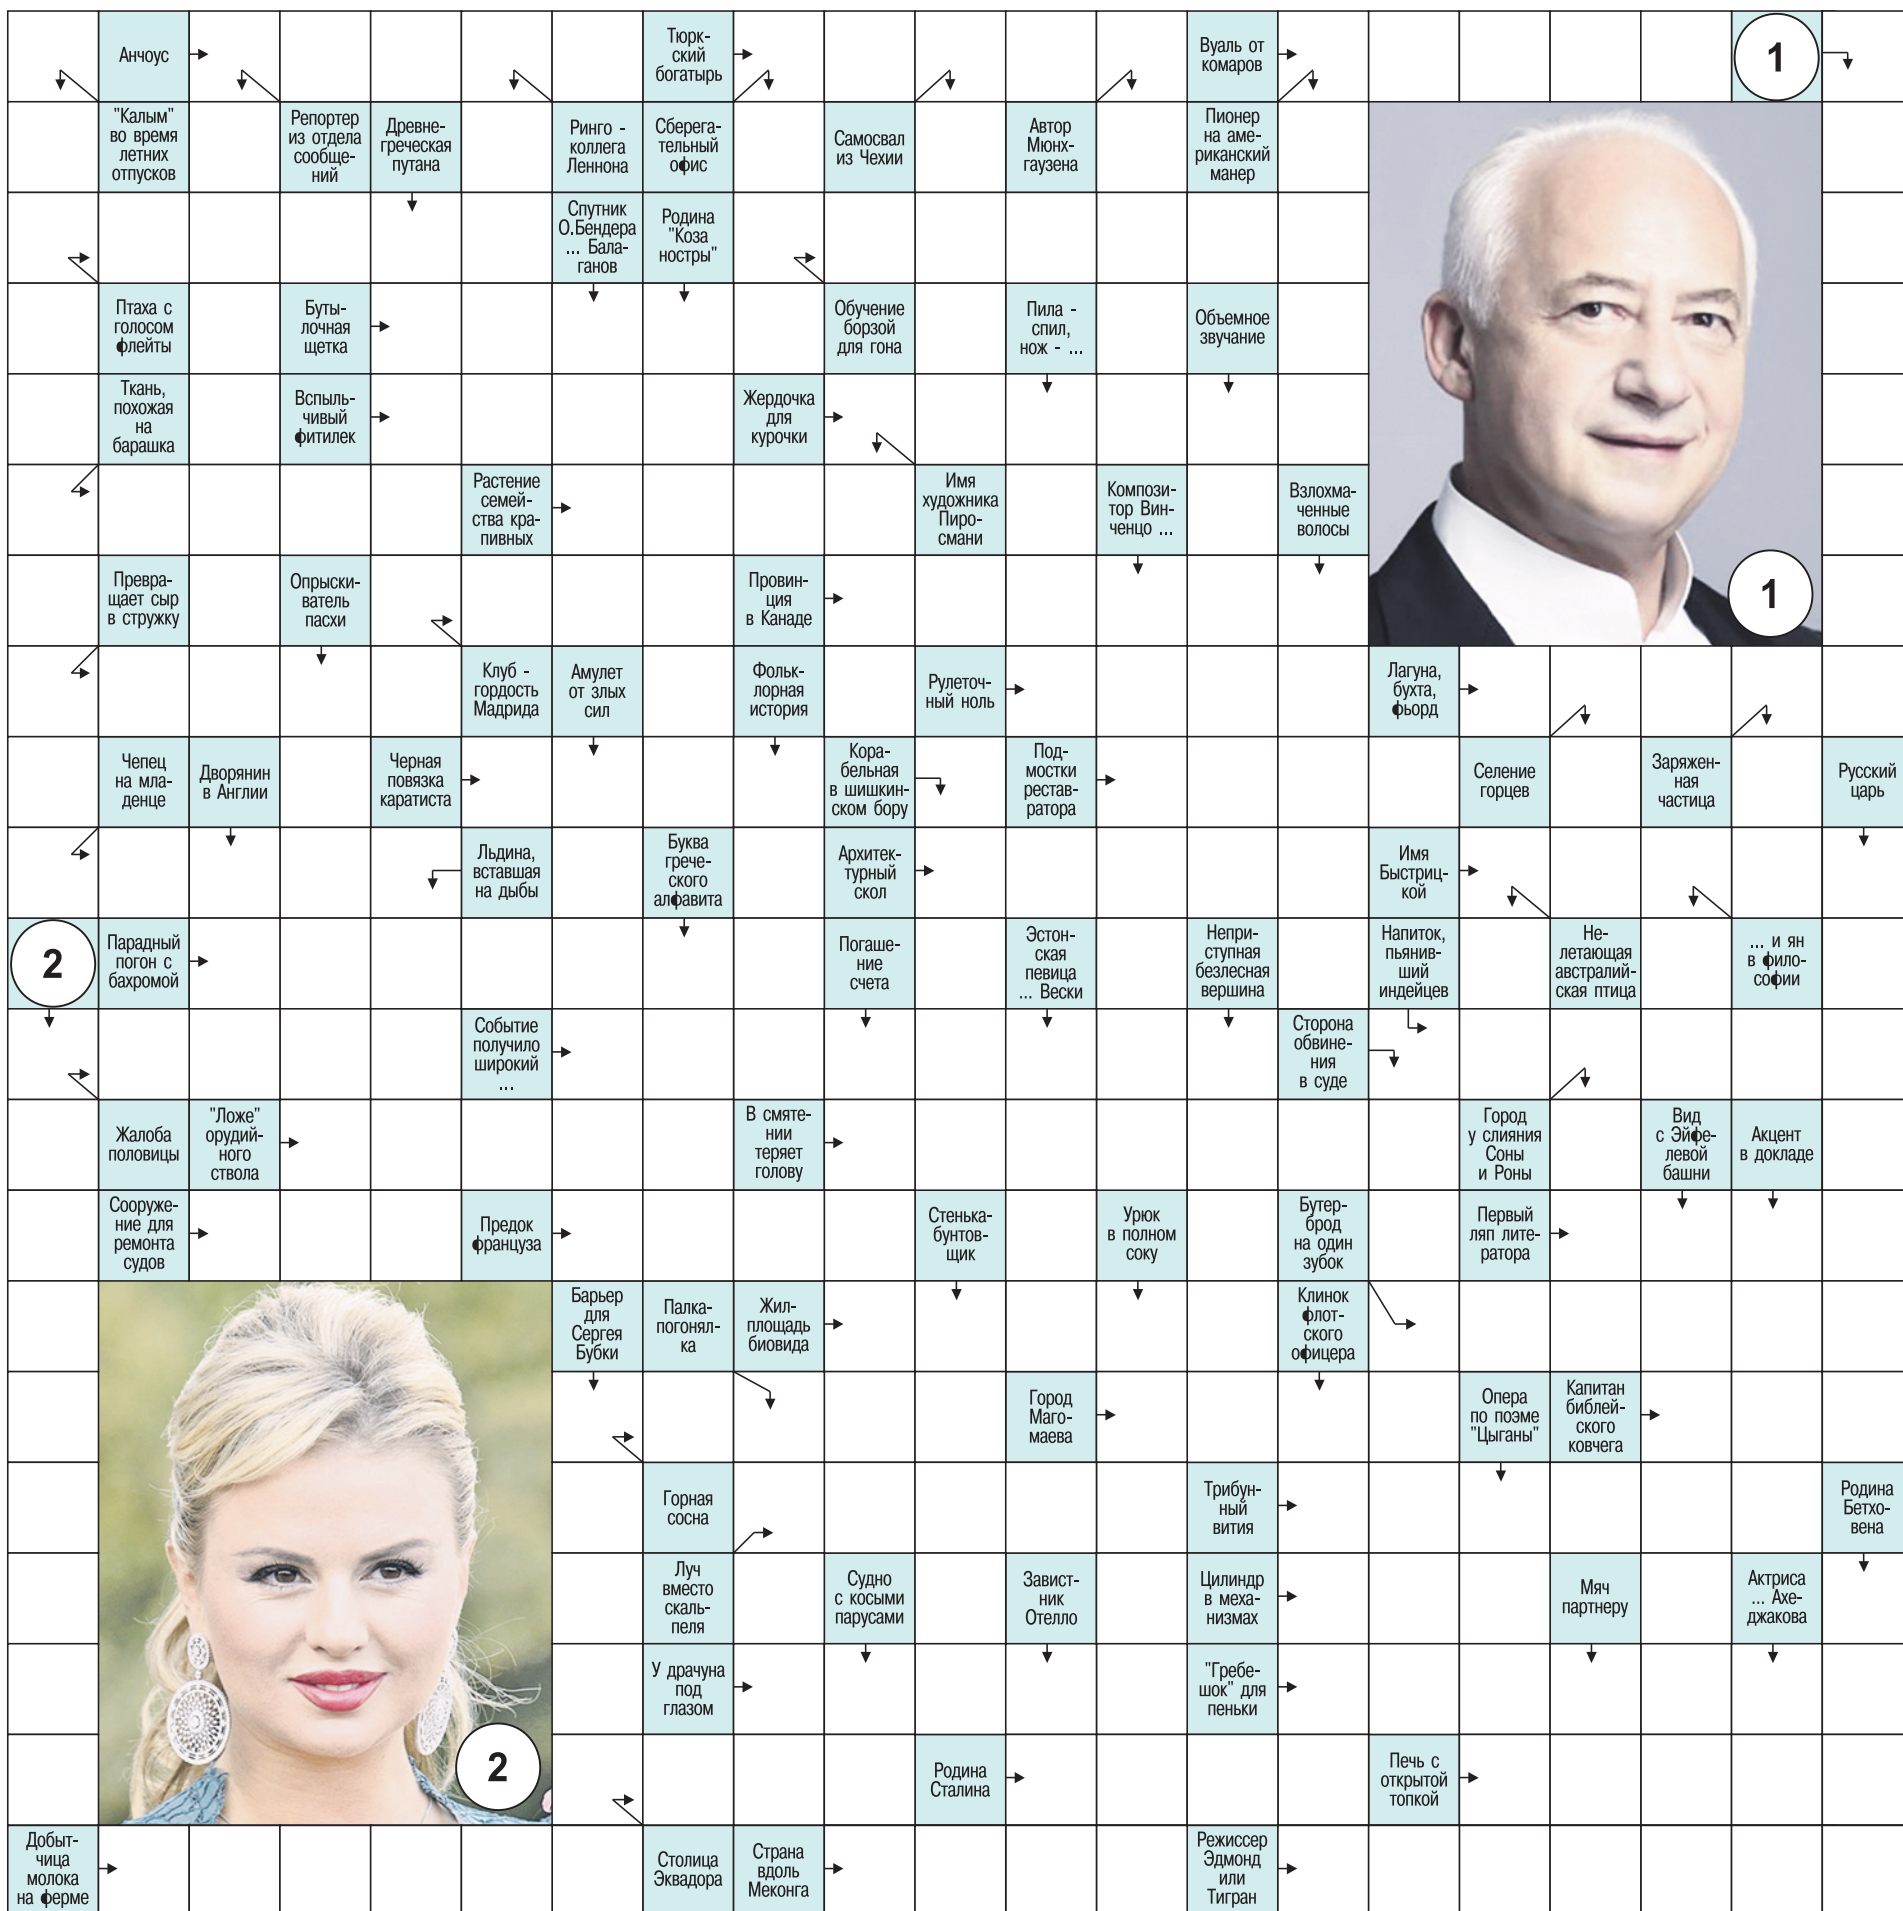 Анчоус
Тюрк-
ский
богатырь
Вуаль от
комаров
1
"Калым"
во время
летних
отпусков
Репортер
из отдела
сообще-
ний
Древне-
греческая
путана
Ринго -
коллега
Леннона
Сберега-
тельный
офис
Самосвал
из Чехии
Автор
Мюнх-
гаузена
Пионер
на аме-
риканский
манер
Спутник
О.Бендера
... Бала-
ганов
Родина
"Коза
ностры"
Птаха с
голосом
флейты
Буты-
лочная
щетка
Обучение
борзой
для гона
Пила -
спил,
нож - ...
Объемное
звучание
Ткань,
похожая
на
барашка
Вспыль-
чивый
фитилек
Жердочка
для
курочки
Растение
семей-
ства кра-
пивных
Имя
художника
Пиро-
смани
Компози-
тор Вин-
ченцо ...
Взлохма-
ченные
волосы
Превра-
щает сыр
в стружку
Опрыски-
ватель
пасхи
Провин-
ция
в Канаде
1
Клуб -
гордость
Мадрида
Амулет
от злых
сил
Фольк-
лорная
история
Рулеточ-
ный ноль
Лагуна,
бухта,
фьорд
Чепец
на мла-
денце
Дворянин
в Англии
Черная
повязка
каратиста
Кора-
бельная
в шишкин-
ском бору
Под-
мостки
рестав-
ратора
Селение
горцев
Заряжен-
ная
частица
Русский
царь
Льдина,
вставшая
на дыбы
Буква
грече-
ского
алфавита
Архитек-
турный
скол
Имя
Быстриц-
кой
2
Парадный
погон с
бахромой
Погаше-
ние
счета
Эстон-
ская
певица
... Вески
Непри-
ступная
безлесная
вершина
Напиток,
пьянив-
ший
индейцев
Не-
летающая
австралий-
ская птица
... и ян
в фило-
софии
Событие
получило
широкий
...
Сторона
обвине-
ния
в суде
Жалоба
половицы
"Ложе"
орудий-
ного
ствола
В смяте-
нии
теряет
голову
Город
у слияния
Соны
и Роны
Вид
с Эйфе-
левой
башни
Акцент
в докладе
Сооруже-
ние для
ремонта
судов
Предок
француза
Стенька-
бунтов-
щик
Урюк
в полном
соку
Бутер-
брод
на один
зубок
Первый
ляп лите-
ратора
Барьер
для
Сергея
Бубки
Палка-
погонял-
ка
Жил-
площадь
биовида
Клинок
флот-
ского
офицера
Город
Маго-
маева
Опера
по поэме
"Цыганы"
Капитан
библей-
ского
ковчега
Горная
сосна
Трибун-
ный
вития
Родина
Бетхо-
вена
Луч
вместо
скаль-
пеля
Судно
с косыми
парусами
Завист-
ник
Отелло
Цилиндр
в меха-
низмах
Мяч
партнеру
Актриса
... Ахе-
джакова
У драчуна
под
глазом
"Гребе-
шок" для
пеньки
2
Родина
Сталина
Печь с
открытой
топкой
Добыт-
чица
молока
на ферме
Столица
Эквадора
Страна
вдоль
Меконга
Режиссер
Эдмонд
или
Тигран